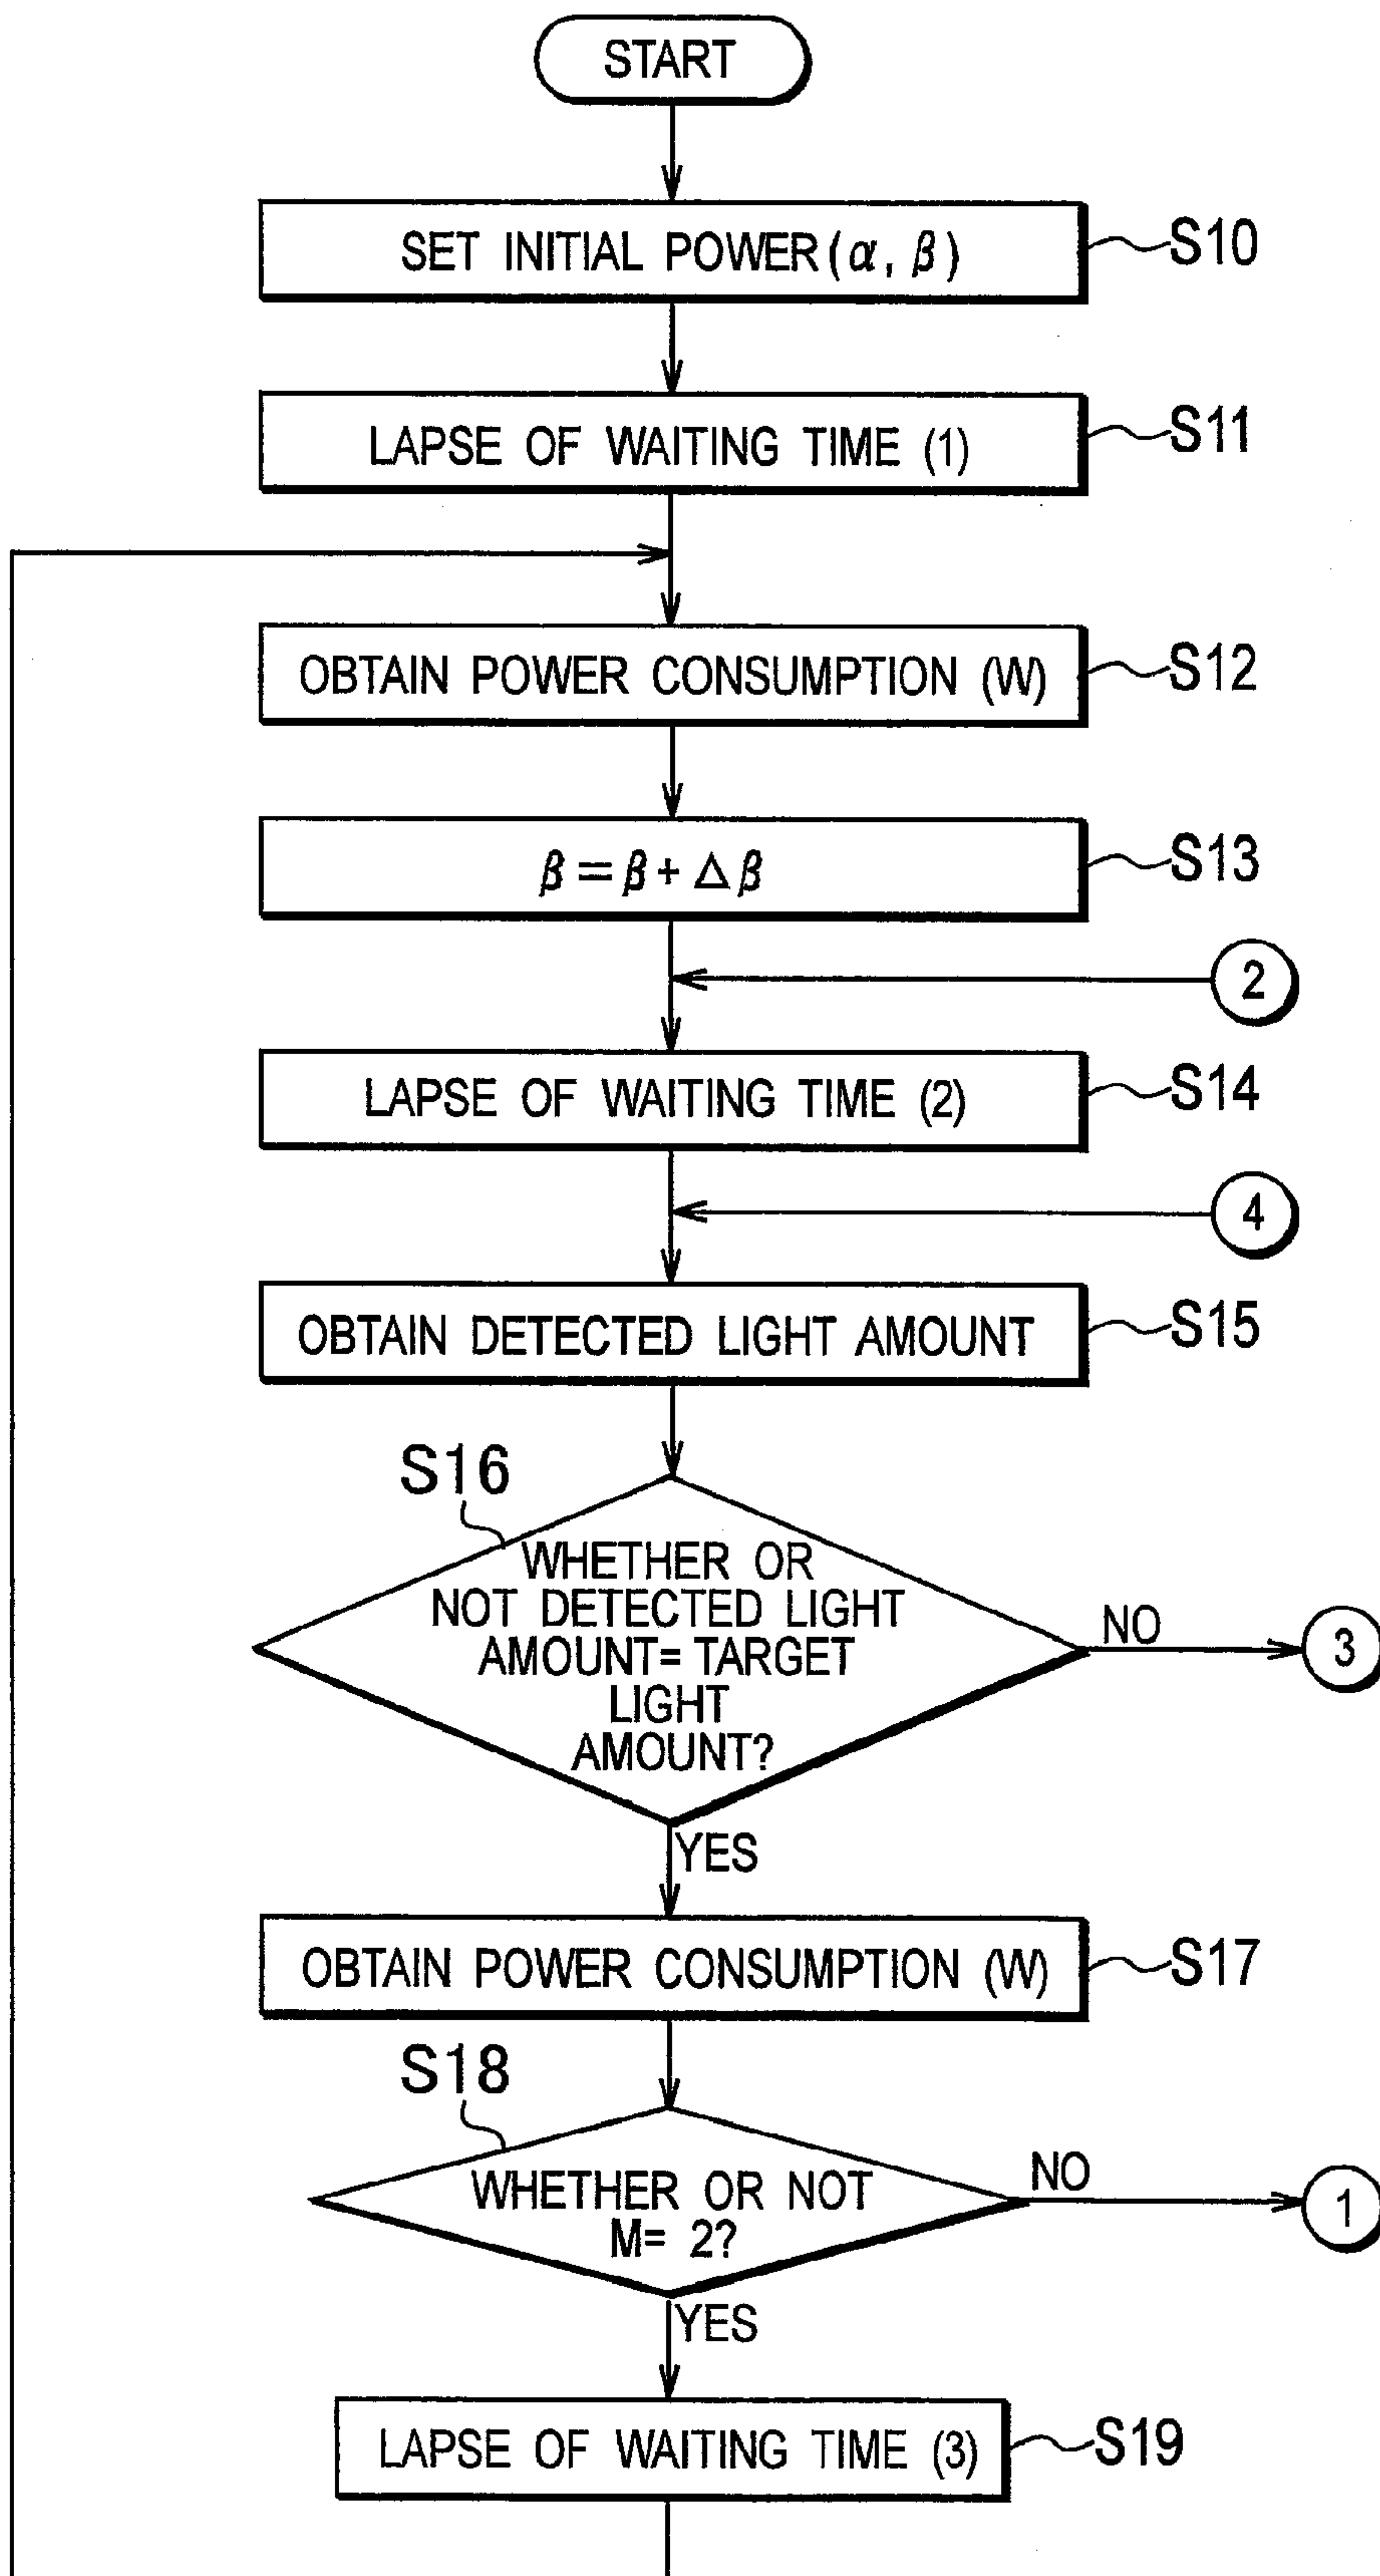 START
SET INITIAL POWER(α, β)
S10
LAPSE OF WAITING TIME (1)
S11
OBTAIN POWER CONSUMPTION (W)
S12
β=β+△β
S13
2
LAPSE OF WAITING TIME (2)
S14
4
OBTAIN DETECTED LIGHT AMOUNT
S15
S16
WHETHER OR
NOT DETECTED LIGHT
AMOUNT= TARGET
LIGHT
AMOUNT?
NO
3
YES
OBTAIN POWER CONSUMPTION (W)
S17
S18
WHETHER OR NOT
M= 2?
NO
1
YES
LAPSE OF WAITING TIME (3)
S19